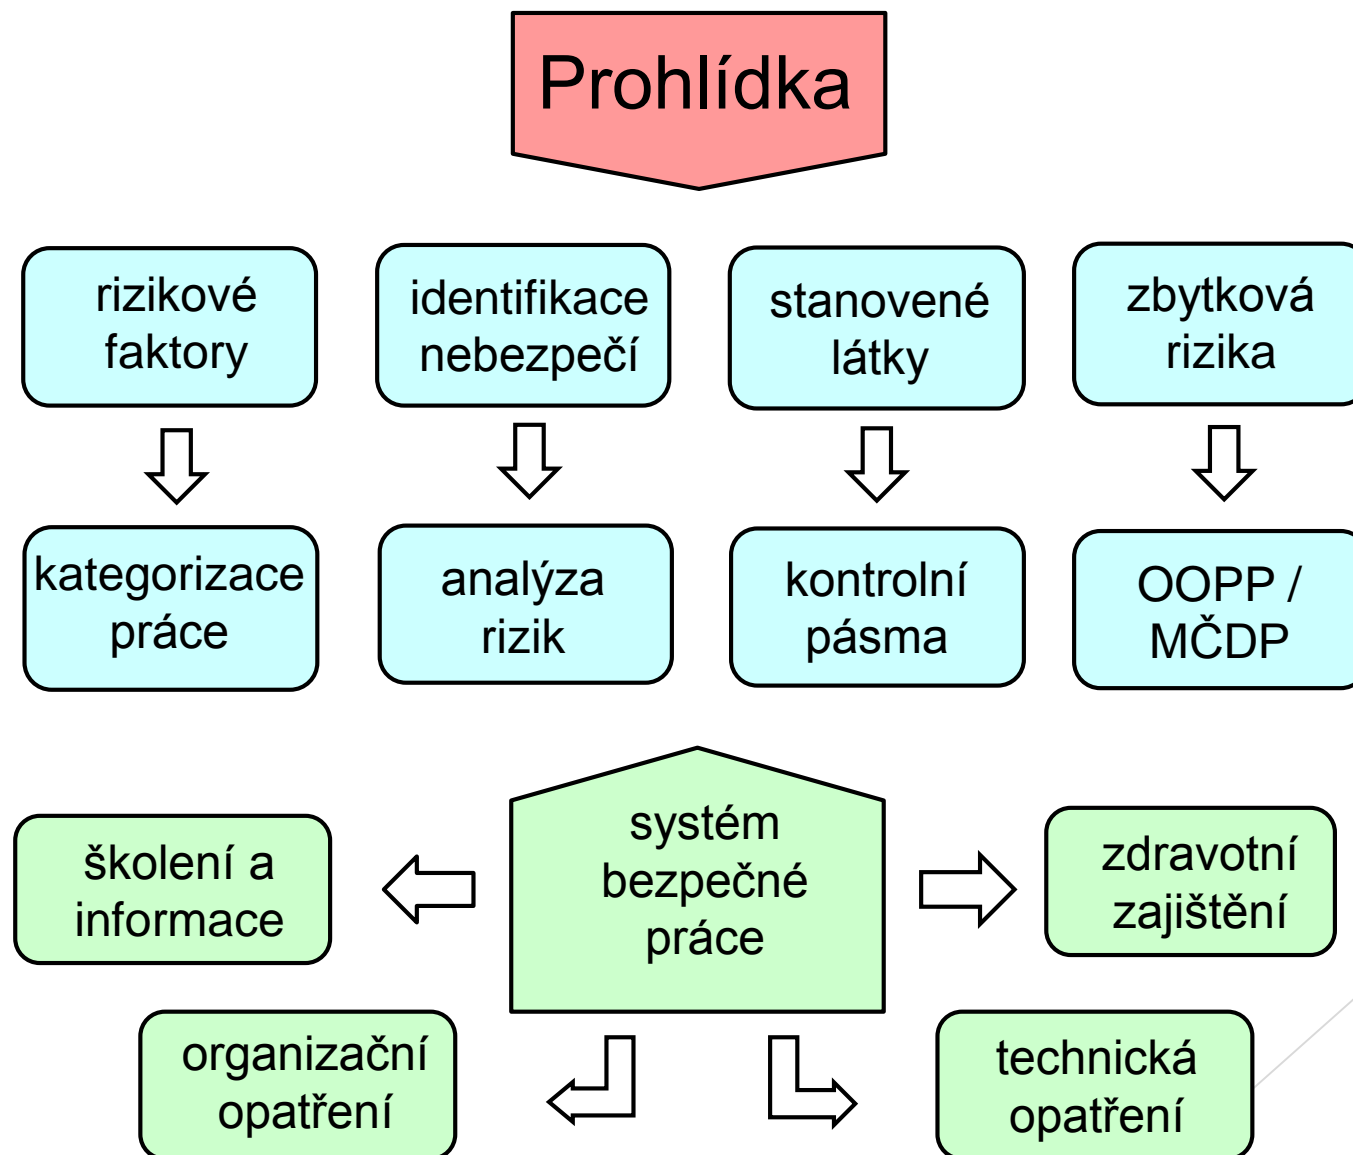 Prohlídka
rizikové
faktory
identifikace
nebezpečí
stanovené
látky
zbytková
rizika
kategorizace
práce
analýza
rizik
kontrolní
pásma
OOPP /
MČDP
systém
bezpečné
práce
školení a
informace
zdravotní
zajištění
organizační
opatření
technická
opatření